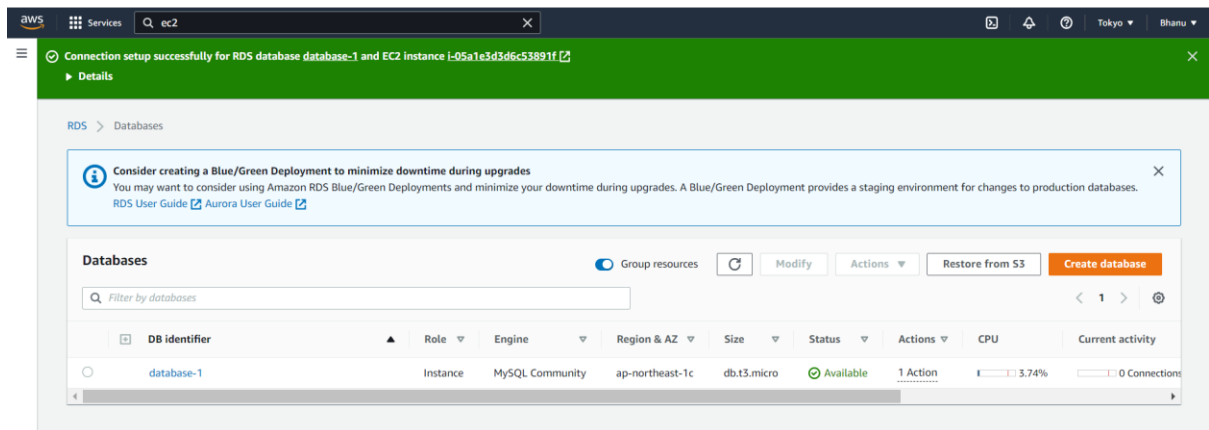 aws Services ec2 Tokyo ▼ Bhanu ▼
Connection setup successfully for RDS database database-1 and EC2 instance i-05a1e3d3d6c53891f
▶ Details
RDS > Databases
Consider creating a Blue/Green Deployment to minimize downtime during upgrades
You may want to consider using Amazon RDS Blue/Green Deployments and minimize your downtime during upgrades. A Blue/Green Deployment provides a staging environment for changes to production databases.
RDS User Guide Aurora User Guide
Databases Group resources Modify Actions ▼ Restore from S3 Create database
Filter by databases < 1 >
DB identifier ▲ Role Engine Region & AZ Size Status Actions CPU Current activity
database-1 Instance MySQL Community ap-northeast-1c db.t3.micro Available 1 Action 3.74% 0 Connections